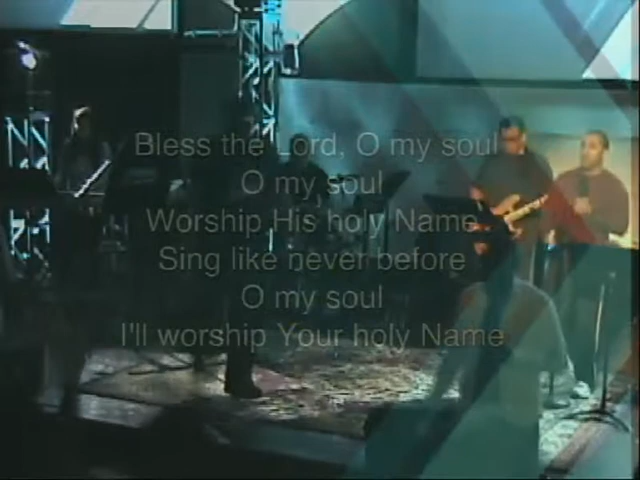 Bless the Lord, O my soul
O my soul
Worship His holy Name
Sing like never before
O my soul
I'll worship Your holy Name